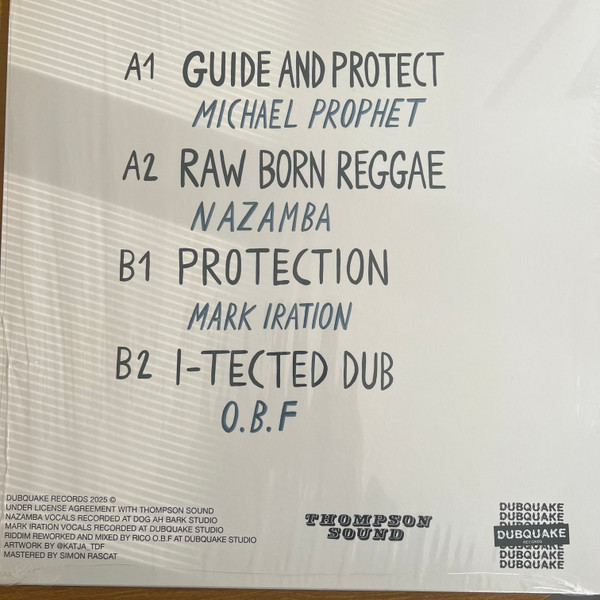 A1 GUIDE AND PROTECT
MICHAEL PROPHET
A2 RAW BORN REGGAE
NAZAMBA
B1 PROTECTION
MARK IRATION
B2 I-TECTED DUB
O.B.F
DUBQUAKE RECORDS 2025 ©
UNDER LICENSE AGREEMENT WITH THOMPSON SOUND
NAZAMBA VOCALS RECORDED AT DOG AH BARK STUDIO
MARK IRATION VOCALS RECORDED AT DUBQUAKE STUDIO
RIDDIM REWORKED AND MIXED BY RICO O.B.F AT DUBQUAKE STUDIO
ARTWORK BY @KATJA_TDF
MASTERED BY SIMON RASCAT
THOMPSON
SOUND
DUBQUAKE
DUBQUAKE
DUBQUAKE
DUBQUAKE
RECORDS
DUBQUAKE
DUBQUAKE
DUBQUAKE